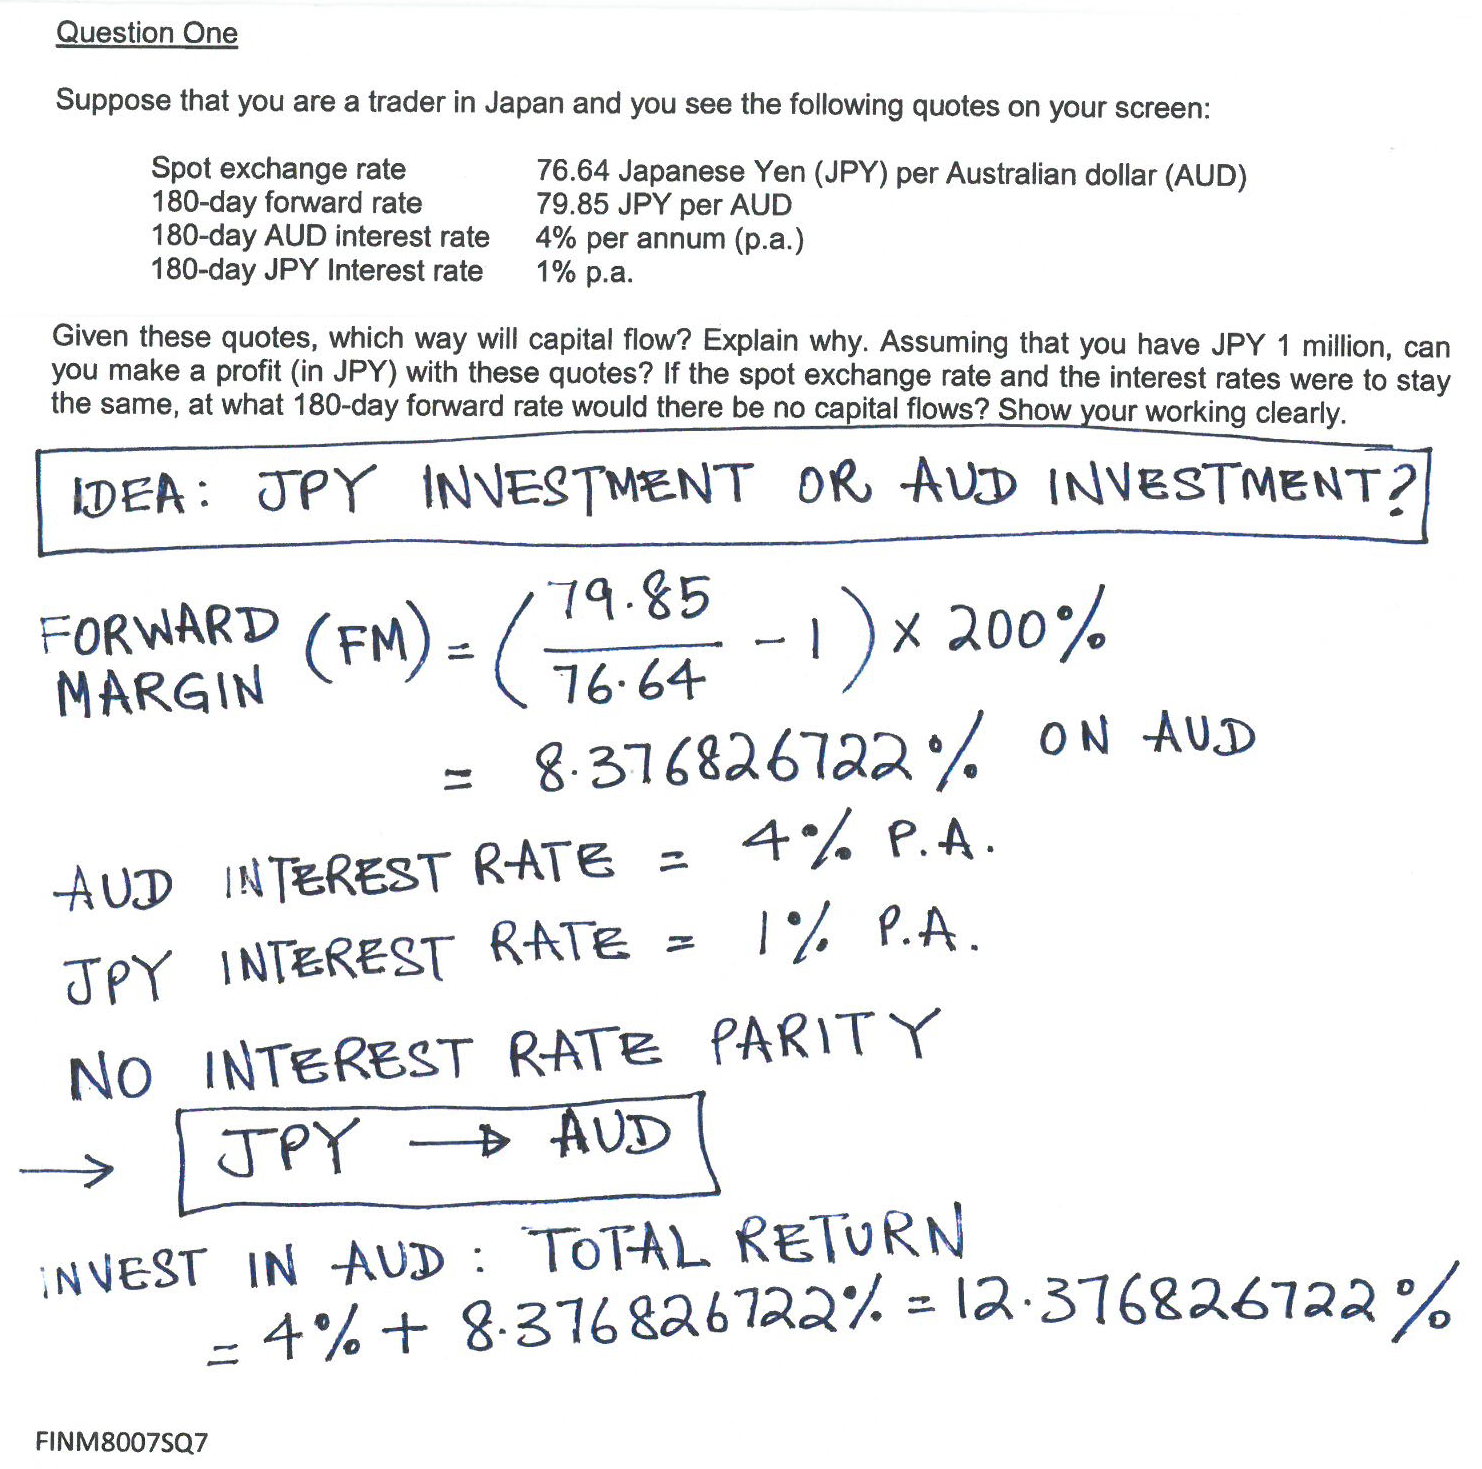 Question One
Suppose that you are a trader in Japan and you see the following quotes on your screen:
Spot exchange rate 76.64 Japanese Yen (JPY) per Australian dollar (AUD)
180-day forward rate 79.85 JPY per AUD
180-day AUD interest rate 4% per annum (p.a.)
180-day JPY Interest rate 1% p.a.
Given these quotes, which way will capital flow? Explain why. Assuming that you have JPY 1 million, can
you make a profit (in JPY) with these quotes? If the spot exchange rate and the interest rates were to stay
the same, at what 180-day forward rate would there be no capital flows? Show your working clearly.
IDEA: JPY INVESTMENT OR AUD INVESTMENT?
FORWARD MARGIN (FM) = (79.85/76.64 - 1) × 200%
= 8.376826722% ON AUD
AUD INTEREST RATE = 4% P.A.
JPY INTEREST RATE = 1% P.A.
NO INTEREST RATE PARITY
→ JPY → AUD
INVEST IN AUD: TOTAL RETURN
= 4% + 8.376826722% = 12.376826722%
FINM8007SQ7